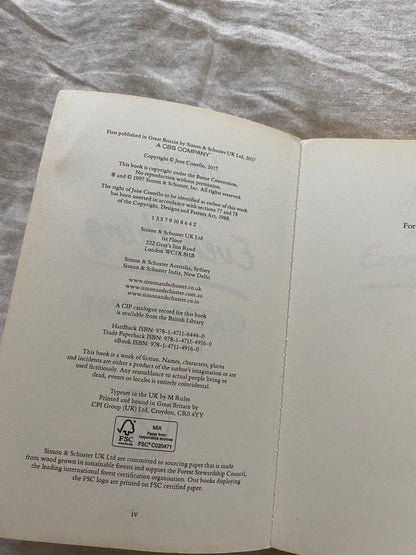 First published in Great Britain by Simon & Schuster UK Ltd, 2017
A CBS COMPANY
Copyright © Jane Costello, 2017
This book is copyright under the Berne Convention.
No reproduction without permission.
® and © 1997 Simon & Schuster, Inc. All rights reserved.
The right of Jane Costello to be identified as author of this work
has been asserted in accordance with sections 77 and 78
of the Copyright, Designs and Patents Act, 1988.
1 3 5 7 9 10 8 6 4 2
Simon & Schuster UK Ltd
1st Floor
222 Gray's Inn Road
London WC1X 8HB
Simon & Schuster Australia, Sydney
Simon & Schuster India, New Delhi
www.simonandschuster.co.uk
www.simonandschuster.com.au
www.simonandschuster.co.in
A CIP catalogue record for this book
is available from the British Library
Hardback ISBN: 978-1-4711-6446-0
Trade Paperback ISBN: 978-1-4711-4916-0
eBook ISBN: 978-1-4711-4916-0
This book is a work of fiction. Names, characters, places
and incidents are either a product of the author's imagination or are
used fictitiously. Any resemblance to actual people living or
dead, events or locales is entirely coincidental.
Typeset in the UK by M Rules
Printed and bound in Great Britain by
CPI Group (UK) Ltd, Croydon, CR0 4YY
FSC
MIX
Paper from
responsible sources
FSC® C020471
Simon & Schuster UK Ltd are committed to sourcing paper that is made
from wood grown in sustainable forests and support the Forest Stewardship Council,
the leading international forest certification organisation. Our books displaying
the FSC logo are printed on FSC certified paper.
iv
For